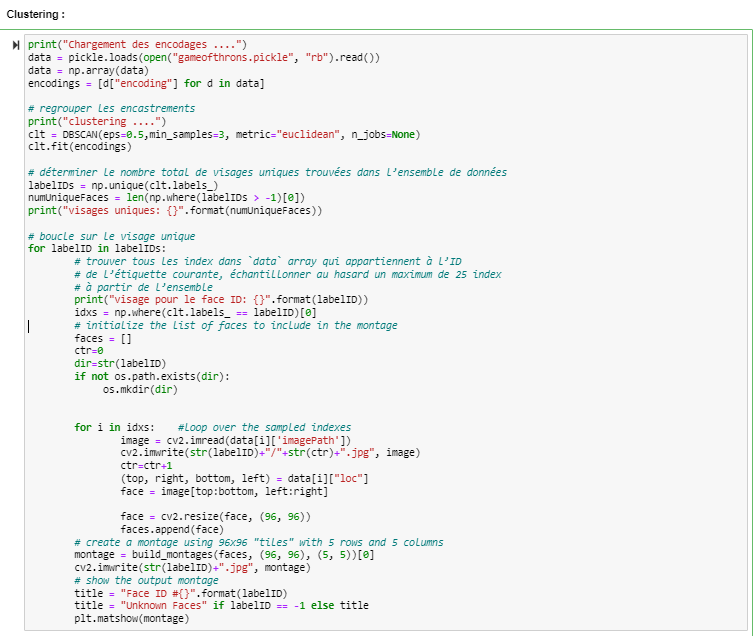 Clustering :
print("Chargement des encodages ....")
data = pickle.loads(open("gameofthrons.pickle", "rb").read())
data = np.array(data)
encodings = [d["encoding"] for d in data]
# regrouper les encastrements
print("clustering ....")
clt = DBSCAN(eps=0.5,min_samples=3, metric="euclidean", n_jobs=None)
clt.fit(encodings)
# déterminer le nombre total de visages uniques trouvées dans l'ensemble de données
labelIDs = np.unique(clt.labels_)
numUniqueFaces = len(np.where(labelIDs > -1)[0])
print("visages uniques: {}".format(numUniqueFaces))
# boucle sur le visage unique
for labelID in labelIDs:
# trouver tous les index dans `data` array qui appartiennent à l'ID
# de l'étiquette courante, échantillonner au hasard un maximum de 25 index
# à partir de l'ensemble
print("visage pour le face ID: {}".format(labelID))
idxs = np.where(clt.labels_ == labelID)[0]
# initialize the list of faces to include in the montage
faces = []
ctr=0
dir=str(labelID)
if not os.path.exists(dir):
os.mkdir(dir)
for i in idxs: #loop over the sampled indexes
image = cv2.imread(data[i]['imagePath'])
cv2.imwrite(str(labelID)+"/"+str(ctr)+".jpg", image)
ctr=ctr+1
(top, right, bottom, left) = data[i]["loc"]
face = image[top:bottom, left:right]
face = cv2.resize(face, (96, 96))
faces.append(face)
# create a montage using 96x96 "tiles" with 5 rows and 5 columns
montage = build_montages(faces, (96, 96), (5, 5))[0]
cv2.imwrite(str(labelID)+".jpg", montage)
# show the output montage
title = "Face ID #{}".format(labelID)
title = "Unknown Faces" if labelID == -1 else title
plt.matshow(montage)